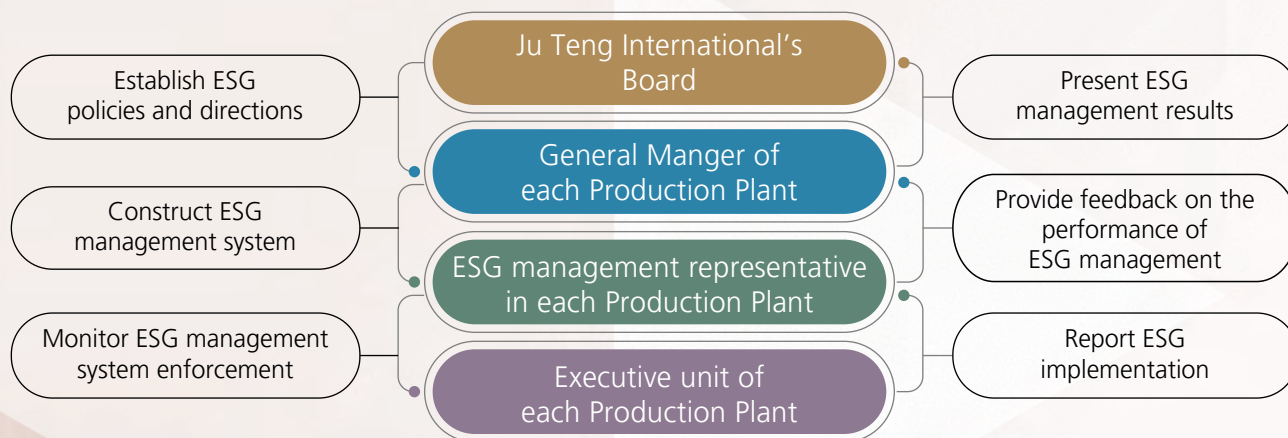 Ju Teng International's
Board
Establish ESG
policies and directions
Present ESG
management results
General Manger of
each Production Plant
Construct ESG
management system
Provide feedback on the
performance of
ESG management
ESG management representative
in each Production Plant
Monitor ESG management
system enforcement
Report ESG
implementation
Executive unit of
each Production Plant